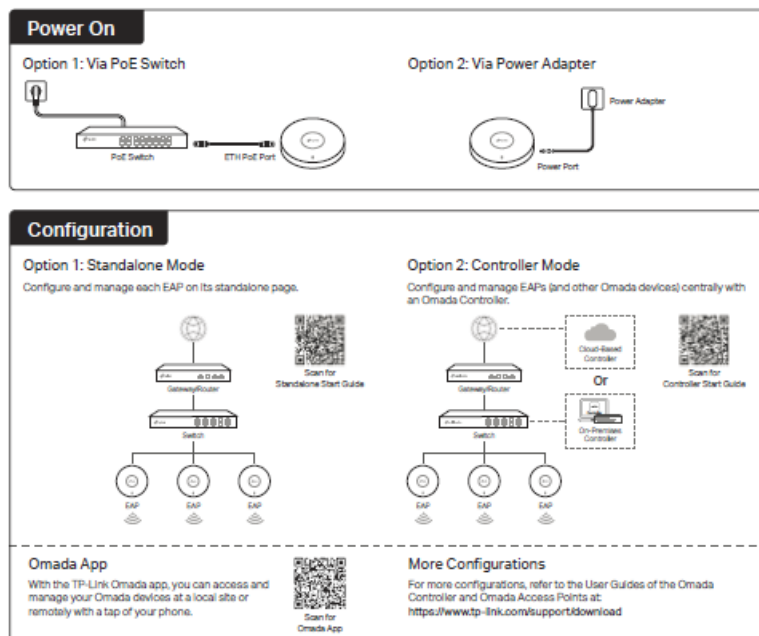 Power On
Option 1: Via PoE Switch
PoE Switch
ETH PoE Port
Option 2: Via Power Adapter
Power Adapter
Power Port
Configuration
Option 1: Standalone Mode
Configure and manage each EAP on its standalone page.
Gateway/Router
Switch
EAP EAP EAP
Scan for
Standalone Start Guide
Option 2: Controller Mode
Configure and manage EAPs (and other Omada devices) centrally with
an Omada Controller.
Cloud-Based
Controller
Or
On-Premises
Controller
Gateway/Router
Switch
EAP EAP EAP
Scan for
Controller Start Guide
Omada App
With the TP-Link Omada app, you can access and
manage your Omada devices at a local site or
remotely with a tap of your phone.
Scan for
Omada App
More Configurations
For more configurations, refer to the User Guides of the Omada
Controller and Omada Access Points at:
https://www.tp-link.com/support/download